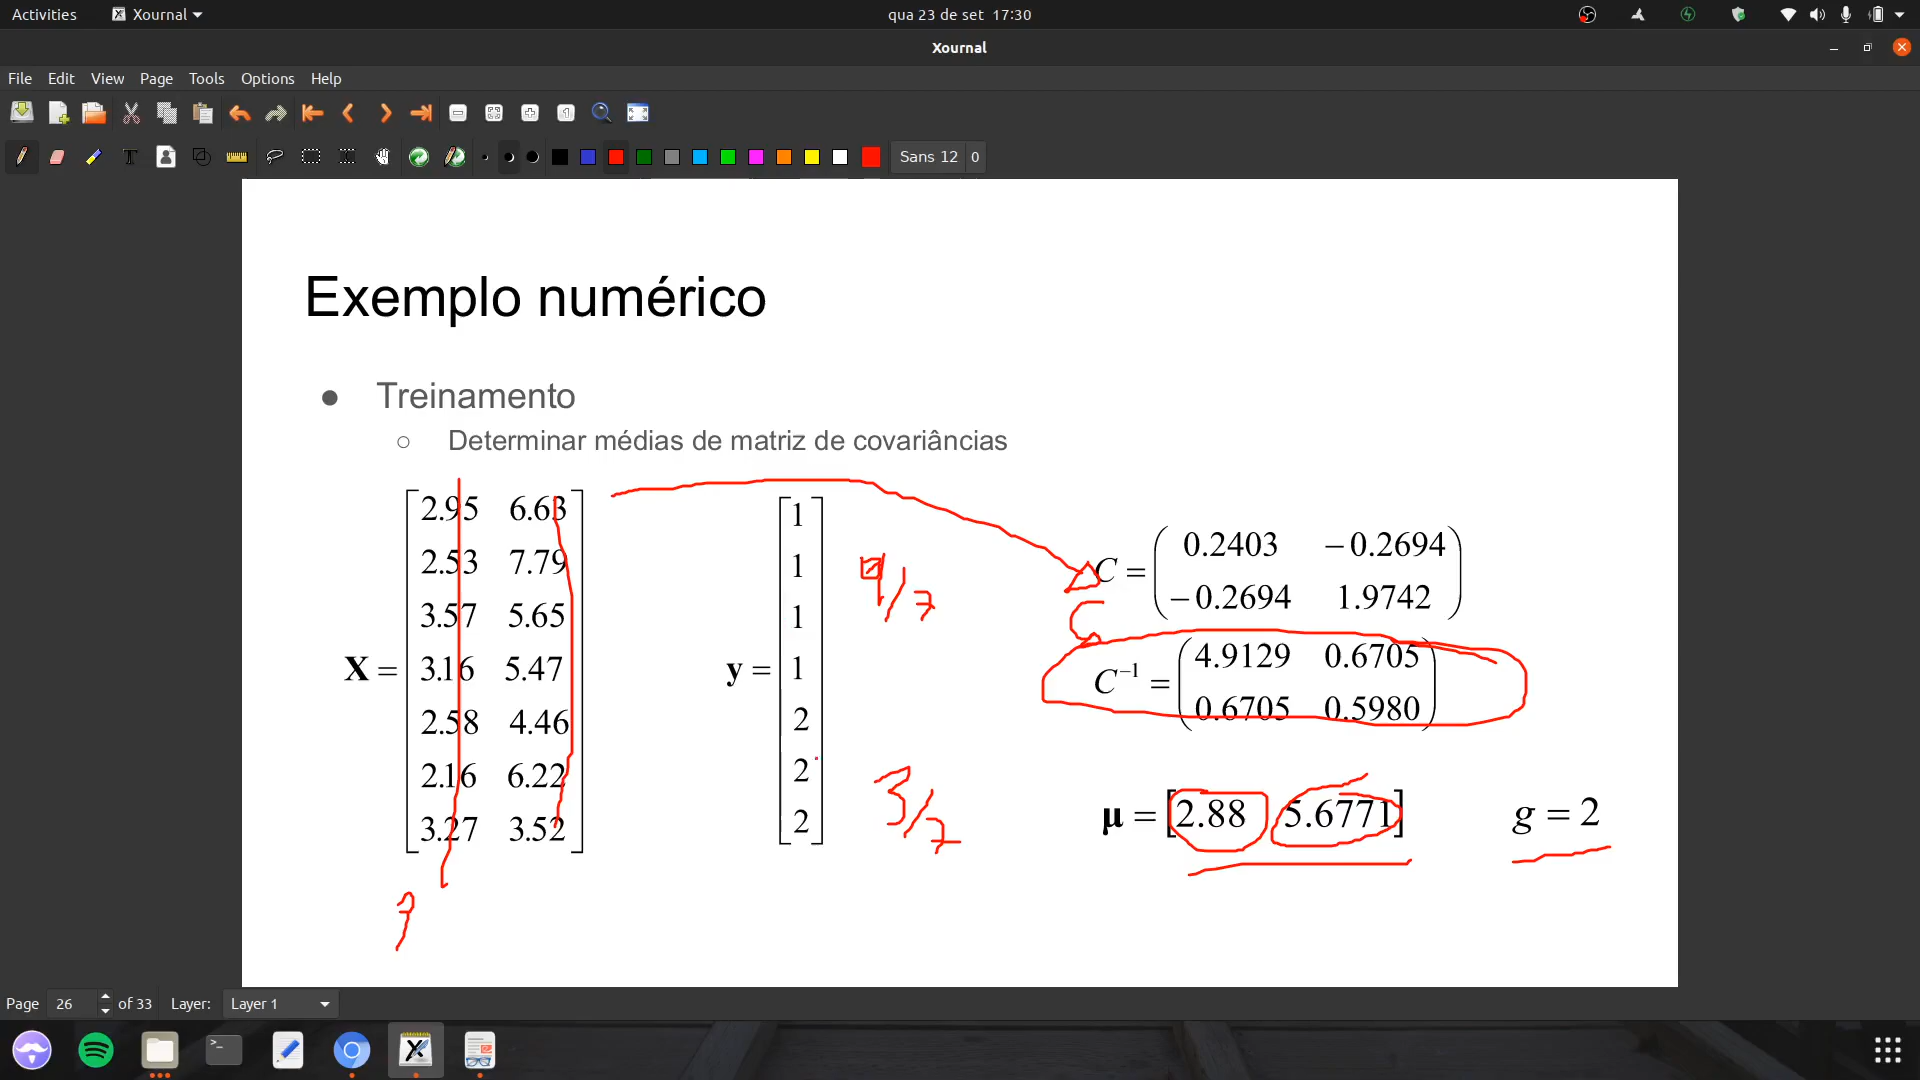 Activities Xournal qua 23 de set 17:30
Xournal
File Edit View Page Tools Options Help
Sans 12 0
Exemplo numérico
● Treinamento
○ Determinar médias de matriz de covariâncias
X =
2.95 6.63
2.53 7.79
3.57 5.65
3.16 5.47
2.58 4.46
2.16 6.22
3.27 3.52
7
y =
1
1
1
1
2
2
2
4/7
3/7
C =
0.2403 −0.2694
−0.2694 1.9742
C⁻¹ =
4.9129 0.6705
0.6705 0.5980
μ = [2.88 5.6771]
g = 2
Page 26 of 33 Layer: Layer 1